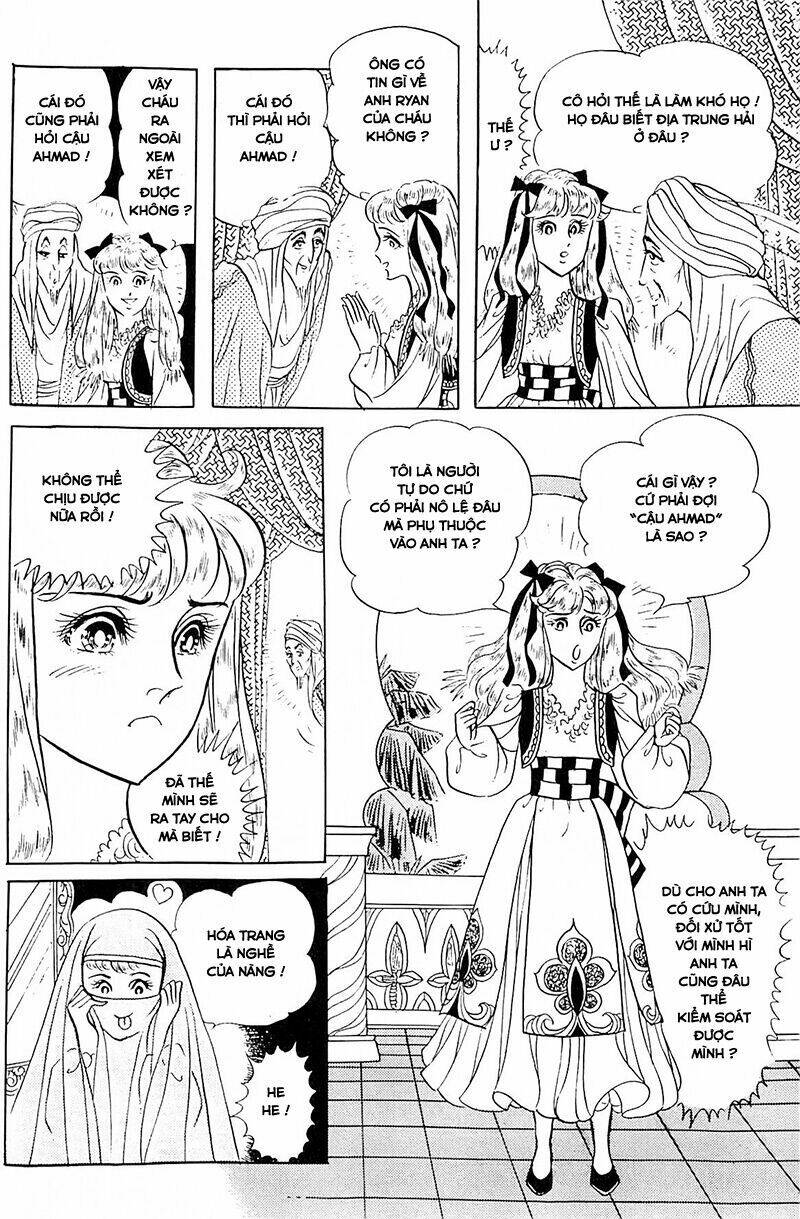 CÔ HỎI THẾ LÀ LÀM KHÓ HỌ !
HỌ ĐÂU BIẾT ĐỊA TRUNG HẢI
Ở ĐÂU ?
THẾ
Ư ?
ÔNG CÓ
TIN GÌ VỀ
ANH RYAN
CỦA CHÁU
KHÔNG ?
CÁI ĐÓ
THÌ PHẢI HỎI
CẬU
AHMAD !
VẬY
CHÁU
RA
NGOÀI
XEM
XÉT
ĐƯỢC
KHÔNG ?
CÁI ĐÓ
CŨNG PHẢI
HỎI CẬU
AHMAD !
CÁI GÌ VẬY ?
CỨ PHẢI ĐỢI
"CẬU AHMAD"
LÀ SAO ?
TÔI LÀ NGƯỜI
TỰ DO CHỨ
CÓ PHẢI NÔ LỆ ĐÂU
MÀ PHỤ THUỘC
VÀO ANH TA ?
DÙ CHO ANH TA
CÓ CỨU MÌNH,
ĐỐI XỬ TỐT
VỚI MÌNH HÌ
ANH TA
CŨNG ĐÂU
THỂ
KIỂM SOÁT
ĐƯỢC
MÌNH ?
KHÔNG THỂ
CHỊU ĐƯỢC
NỮA RỒI !
ĐÃ THẾ
MÌNH SẼ
RA TAY CHO
MÀ BIẾT !
HÓA TRANG
LÀ NGHỀ
CỦA NÀNG !
HE
HE !